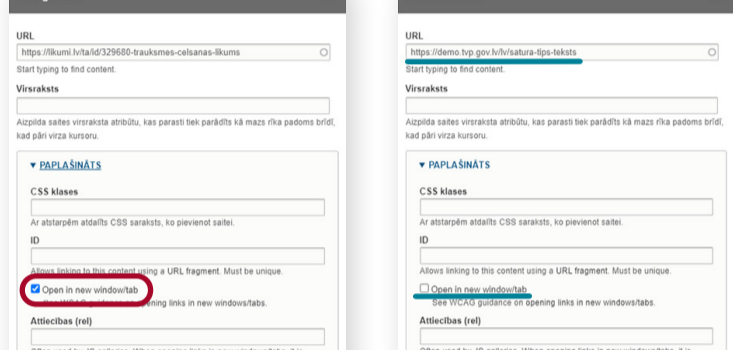 URL
https://likumi.lv/ta/id/329680-trauksmes-celsanas-likums
Start typing to find content.
Virsraksts
Aizpilda saites virsraksta atribūtu, kas parasti tiek parādīts kā mazs rīka padoms brīdī,
kad pāri virza kursoru.
PAPLAŠINĀTS
CSS klases
Ar atstarpēm atdalīts CSS saraksts, ko pievienot saitei.
ID
Allows linking to this content using a URL fragment. Must be unique.
Open in new window/tab
See WCAG guidance on opening links in new windows/tabs.
Attiecības (rel)
URL
https://demo.tvp.gov.lv/lv/satura-tips-teksts
Start typing to find content.
Virsraksts
Aizpilda saites virsraksta atribūtu, kas parasti tiek parādīts kā mazs rīka padoms brīdī,
kad pāri virza kursoru.
PAPLAŠINĀTS
CSS klases
Ar atstarpēm atdalīts CSS saraksts, ko pievienot saitei.
ID
Allows linking to this content using a URL fragment. Must be unique.
Open in new window/tab
See WCAG guidance on opening links in new windows/tabs.
Attiecības (rel)